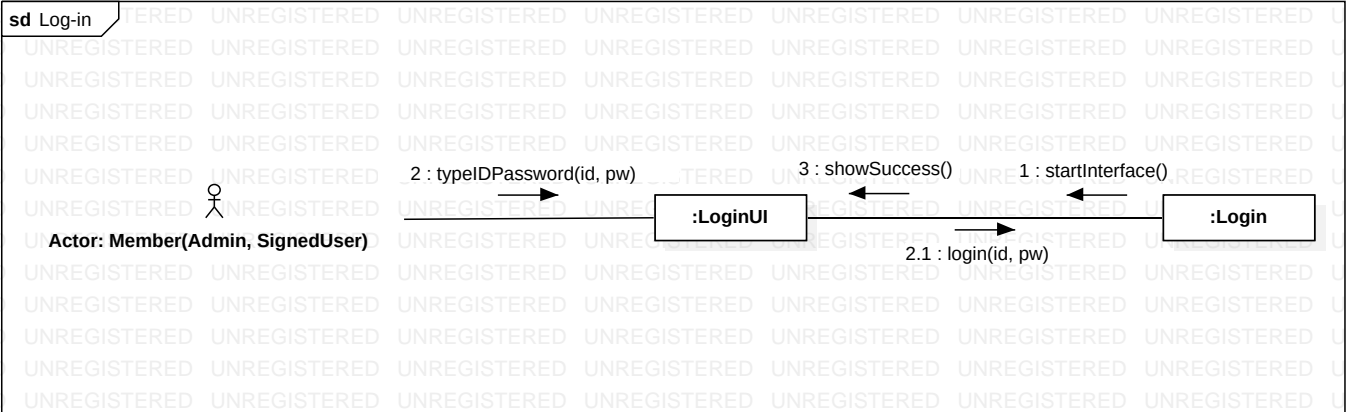 sd Log-in
2 : typeIDPassword(id, pw)
3 : showSuccess()
1 : startInterface()
:LoginUI
:Login
Actor: Member(Admin, SignedUser)
2.1 : login(id, pw)
UNREGISTERED